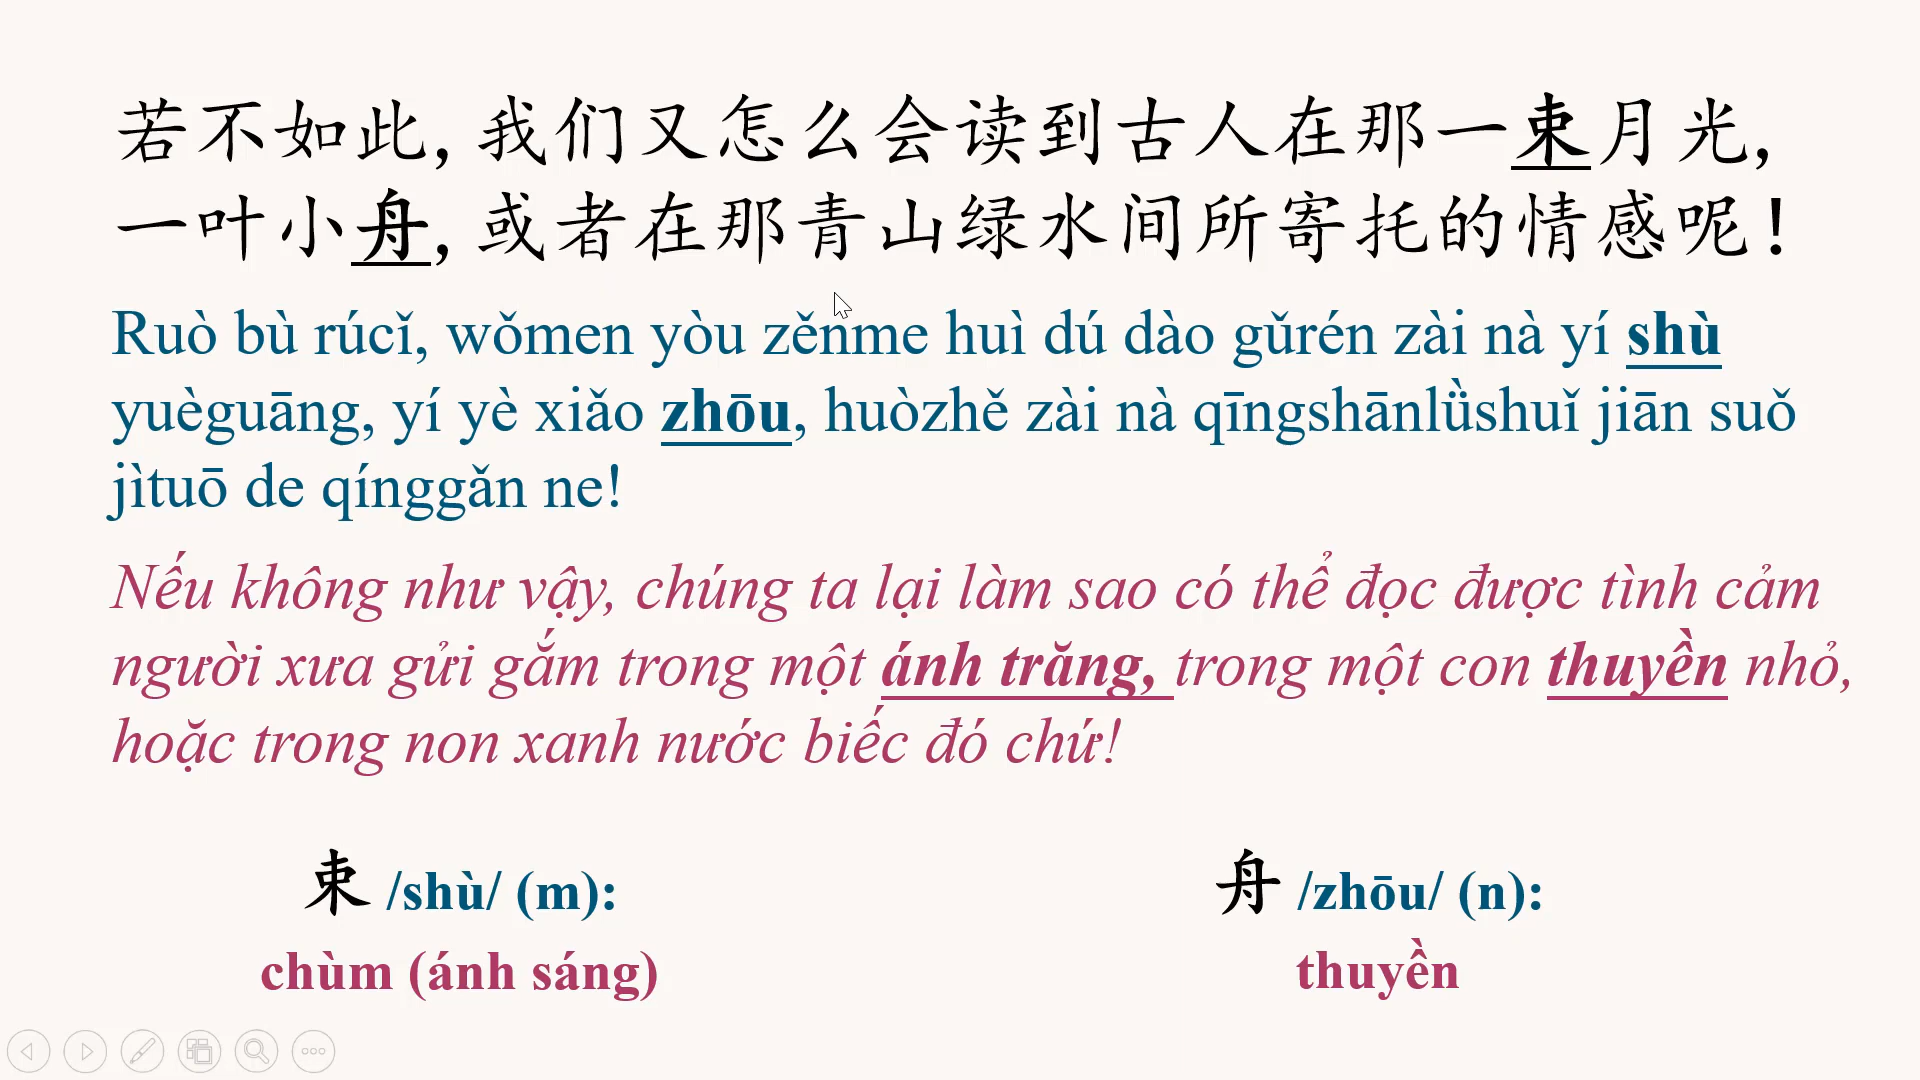 若不如此,我们又怎么会读到古人在那一束月光,
一叶小舟,或者在那青山绿水间所寄托的情感呢！
Ruò bù rúcǐ, wǒmen yòu zěnme huì dú dào gǔrén zài nà yí shù
yuèguāng, yí yè xiǎo zhōu, huòzhě zài nà qīngshānlǜshuǐ jiān suǒ
jìtuō de qínggǎn ne!
Nếu không như vậy, chúng ta lại làm sao có thể đọc được tình cảm
người xưa gửi gắm trong một ánh trăng, trong một con thuyền nhỏ,
hoặc trong non xanh nước biếc đó chứ!
束 /shù/ (m):
chùm (ánh sáng)
舟 /zhōu/ (n):
thuyền